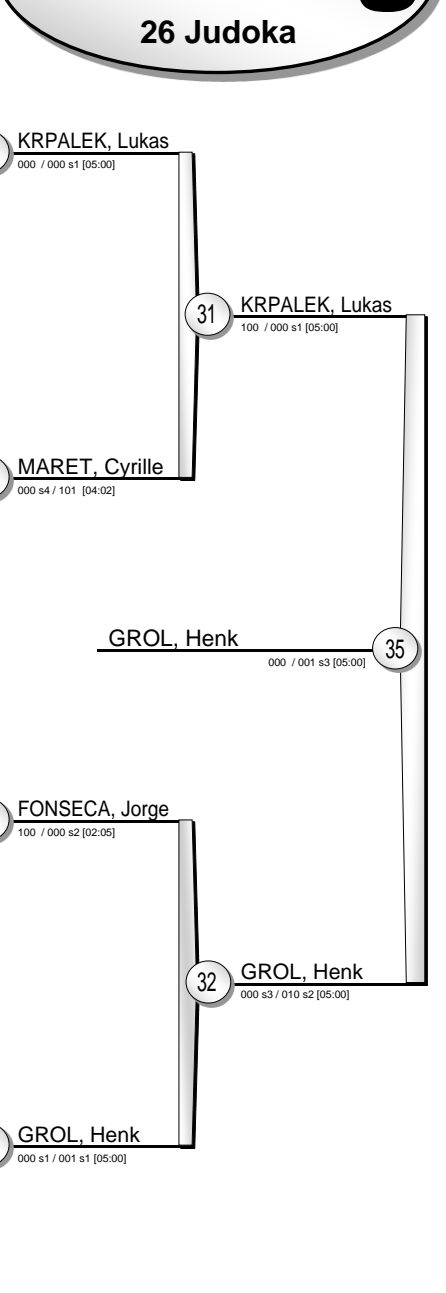 26 Judoka
KRPALEK, Lukas
000 / 000 s1 [05:00]
31
KRPALEK, Lukas
100 / 000 s1 [05:00]
MARET, Cyrille
000 s4 / 101 [04:02]
GROL, Henk
000 / 001 s3 [05:00]
35
FONSECA, Jorge
100 / 000 s2 [02:05]
32
GROL, Henk
000 s3 / 010 s2 [05:00]
GROL, Henk
000 s1 / 001 s1 [05:00]